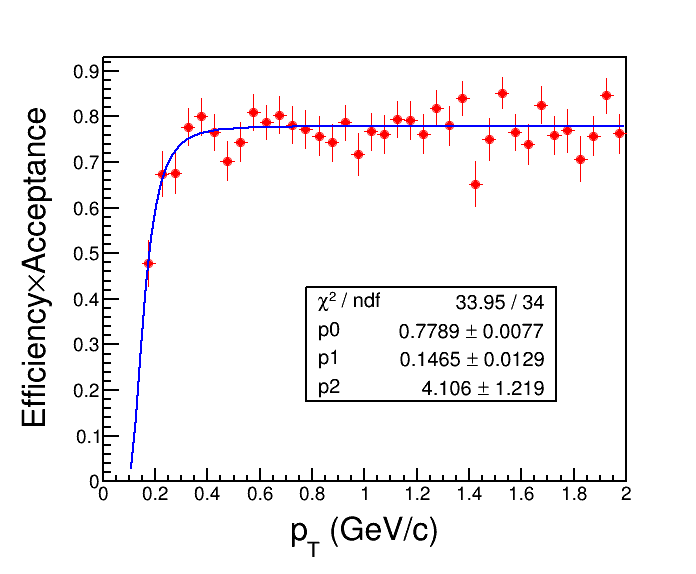 Efficiency×Acceptance
0.9
0.8
0.7
0.6
0.5
0.4
0.3
0.2
0.1
0
χ² / ndf 33.95 / 34
p0 0.7789 ± 0.0077
p1 0.1465 ± 0.0129
p2 4.106 ± 1.219
0 0.2 0.4 0.6 0.8 1 1.2 1.4 1.6 1.8 2
p_T (GeV/c)